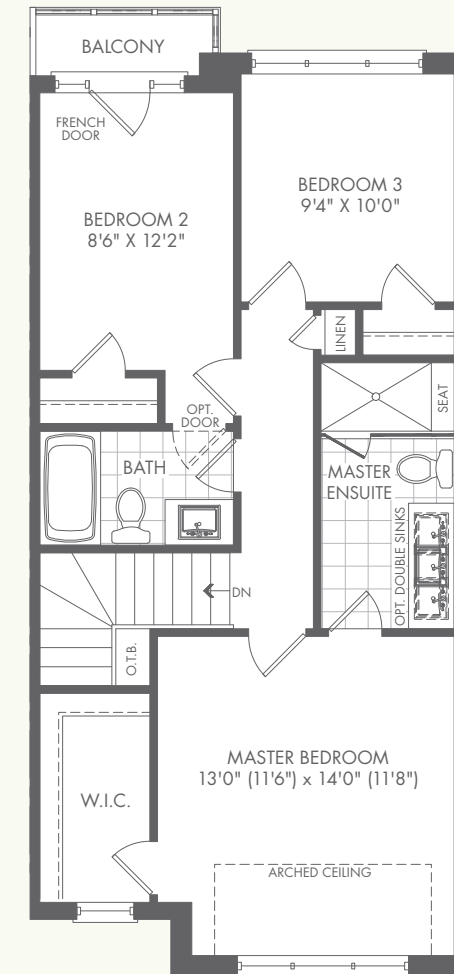 BALCONY
FRENCH
DOOR
BEDROOM 3
9'4" X 10'0"
BEDROOM 2
8'6" X 12'2"
LINEN
SEAT
OPT.
DOOR
BATH
MASTER
ENSUITE
OPT. DOUBLE SINKS
DN
O.T.B.
MASTER BEDROOM
13'0" (11'6") x 14'0" (11'8")
W.I.C.
ARCHED CEILING